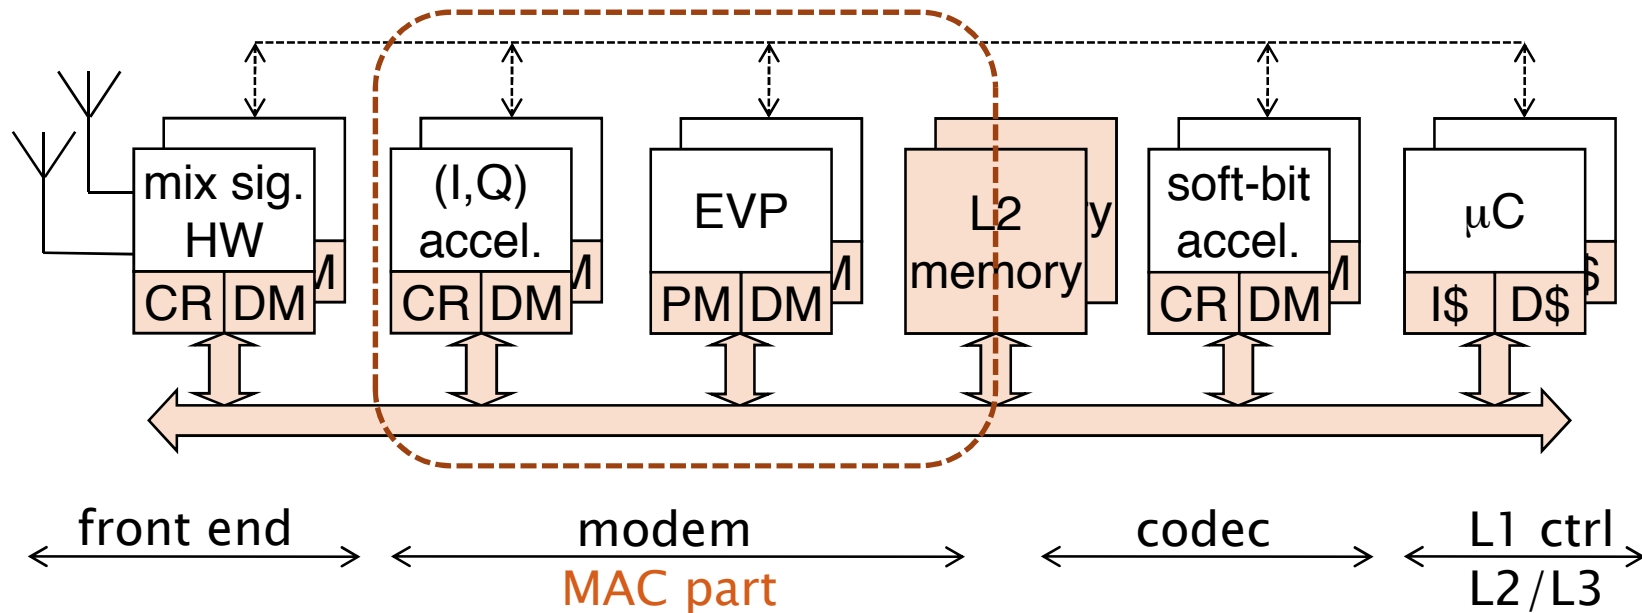 mix sig.
HW
CR DM
M
(I,Q)
accel.
CR DM
M
EVP
PM DM
M
L2
memory
y
soft-bit
accel.
CR DM
M
μC
I$ D$
$
front end
modem
MAC part
codec
L1 ctrl
L2/L3